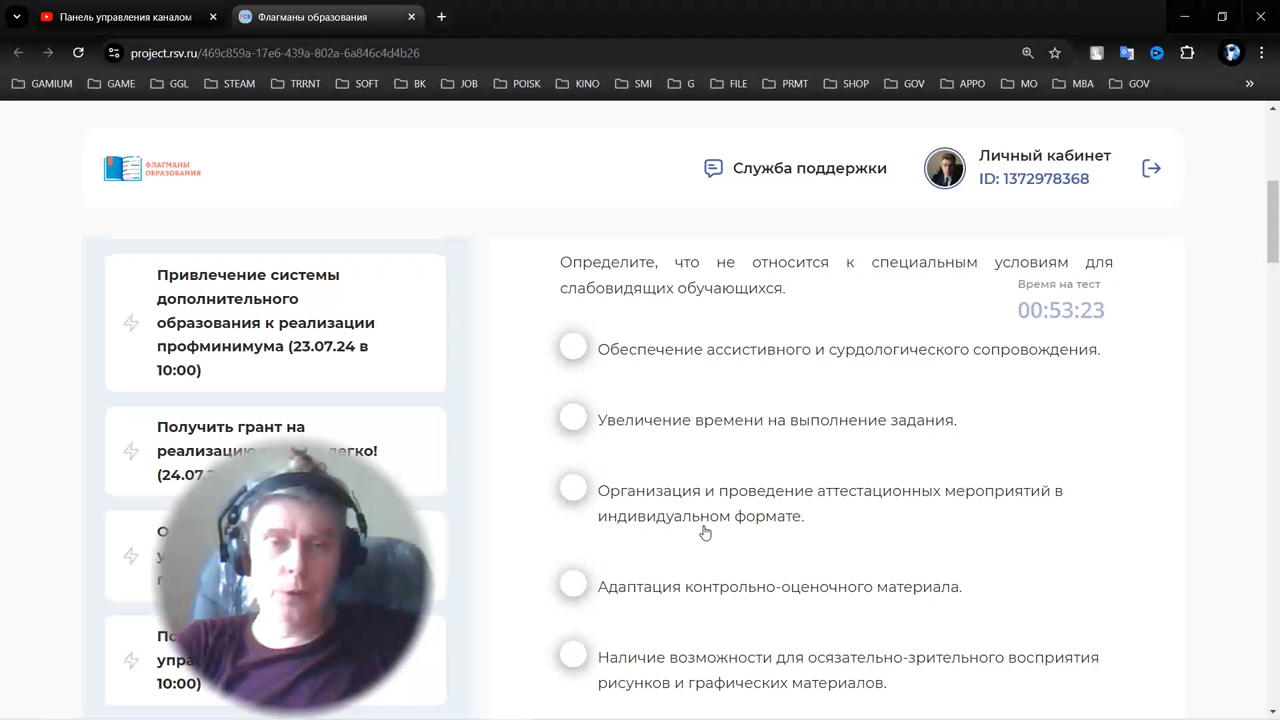 Панель управления каналом
Флагманы образования
project.rsv.ru/469c859a-17e6-439a-802a-6a846c4d4b26
GAMIUM GAME GGL STEAM TRRNT SOFT BK JOB POISK KINO SMI G FILE PRMT SHOP GOV APPO MO MBA GOV
ФЛАГМАНЫ
ОБРАЗОВАНИЯ
Служба поддержки
Личный кабинет
ID: 1372978368
Привлечение системы
дополнительного
образования к реализации
профминимума (23.07.24 в
10:00)
Получить грант на
реализацию легко!
(24.07.2
10:00)
Определите, что не относится к специальным условиям для
слабовидящих обучающихся.
Время на тест
00:53:23
Обеспечение ассистивного и сурдологического сопровождения.
Увеличение времени на выполнение задания.
Организация и проведение аттестационных мероприятий в
индивидуальном формате.
Адаптация контрольно-оценочного материала.
Наличие возможности для осязательно-зрительного восприятия
рисунков и графических материалов.